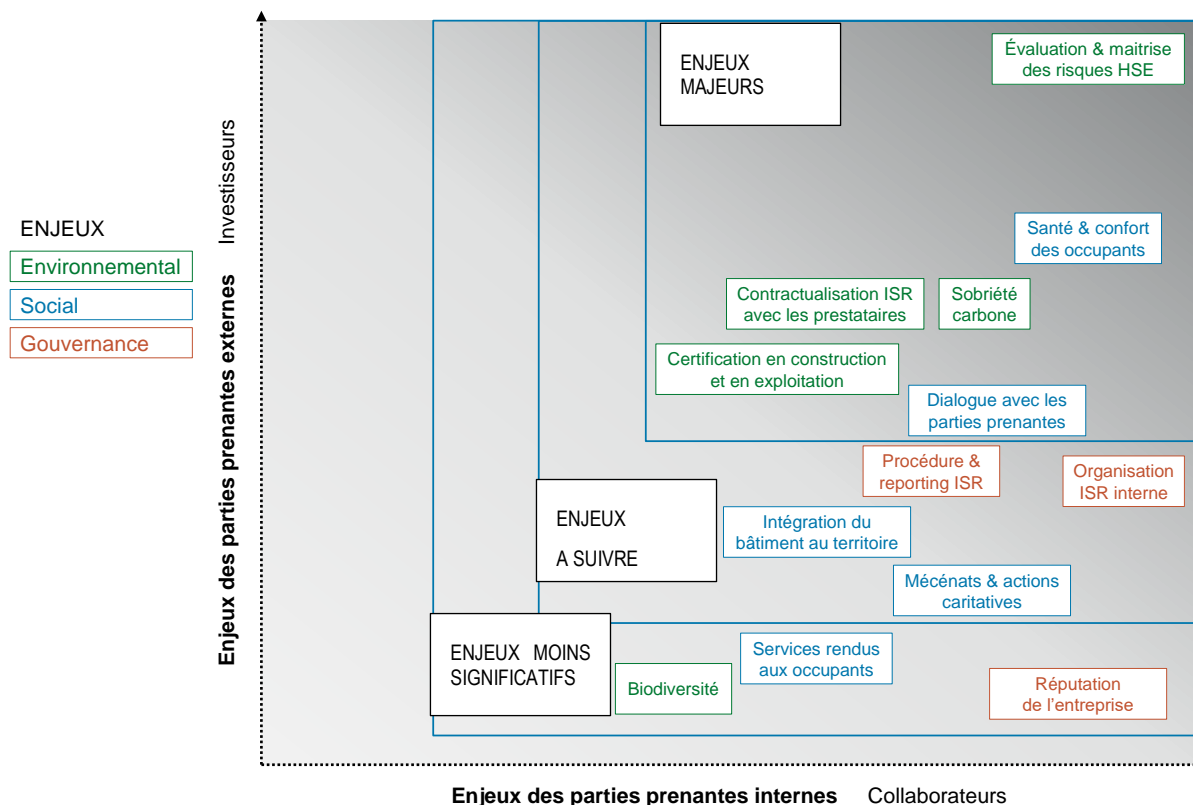 ENJEUX
Environnemental
Social
Gouvernance
Enjeux des parties prenantes externes Investisseurs
ENJEUX
MAJEURS
Évaluation & maitrise
des risques HSE
Santé & confort
des occupants
Contractualisation ISR
avec les prestataires
Sobriété
carbone
Certification en construction
et en exploitation
Dialogue avec les
parties prenantes
Procédure &
reporting ISR
Organisation
ISR interne
ENJEUX
A SUIVRE
Intégration du
bâtiment au territoire
Mécénats & actions
caritatives
ENJEUX MOINS
SIGNIFICATIFS
Services rendus
aux occupants
Biodiversité
Réputation
de l'entreprise
Enjeux des parties prenantes internes Collaborateurs